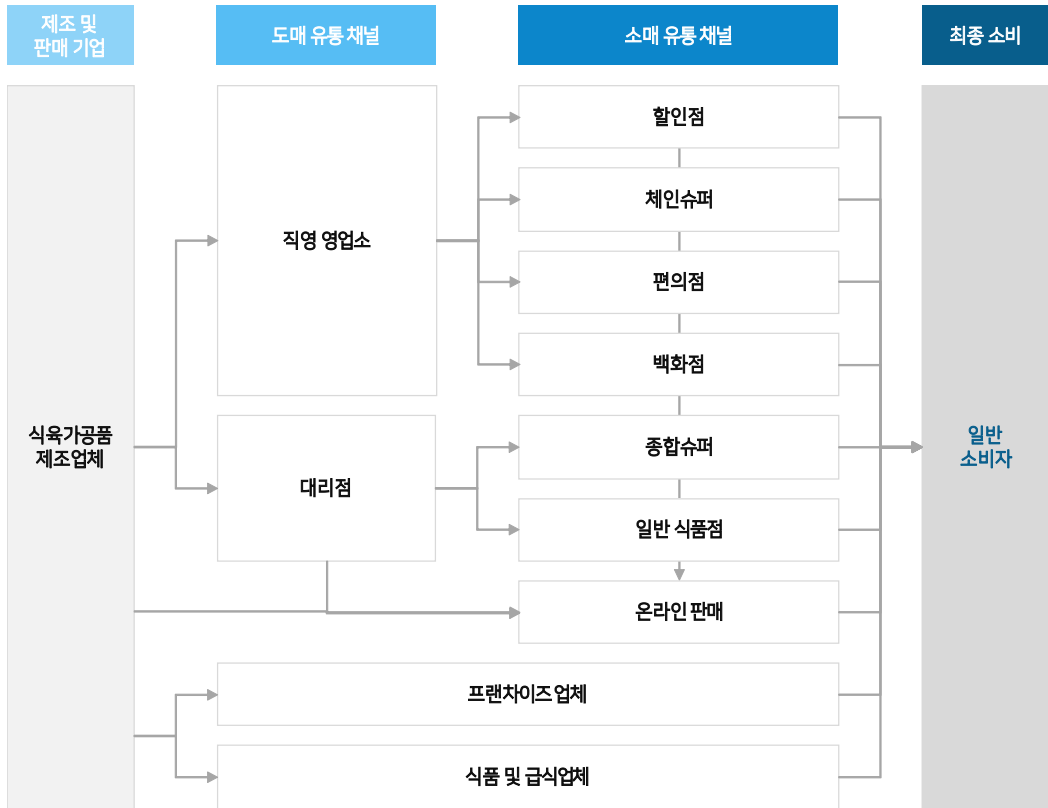 제조 및
판매 기업
도매 유통 채널
소매 유통 채널
최종 소비
식육가공품
제조업체
직영 영업소
대리점
할인점
체인슈퍼
편의점
백화점
종합슈퍼
일반 식품점
온라인 판매
프랜차이즈 업체
식품 및 급식업체
일반
소비자